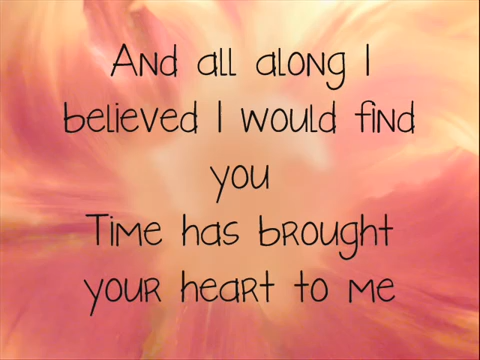 And all along I
believed I would find
you
Time has brought
your heart to me